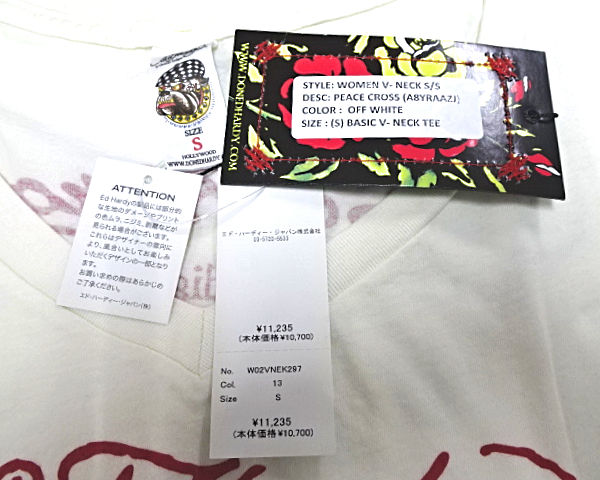 SIZE
S
HOLLYWOOD
WWW.DONEDHARDY.COM
STYLE: WOMEN V- NECK S/S
DESC: PEACE CROSS (A8YRAAZJ)
COLOR : OFF WHITE
SIZE : (S) BASIC V- NECK TEE
ATTENTION
Ed Hardyの製品には部分的
な生地のダメージやプリント
の色ムラ、ニジミ、剥離などが
見られる場合がございます。
これらはデザイナーの意向に
より、風合いとしてお楽しみ
いただくデザインの一部となり
ます。
お買い求めの際はあらかじめ
ご了承ください。
エド・ハーディー・ジャパン(株)
エド・ハーディー・ジャパン株式会社
03-5722-5633
¥11,235
(本体価格¥10,700)
No. W02VNEK297
Col. 13
Size S
¥11,235
(本体価格¥10,700)